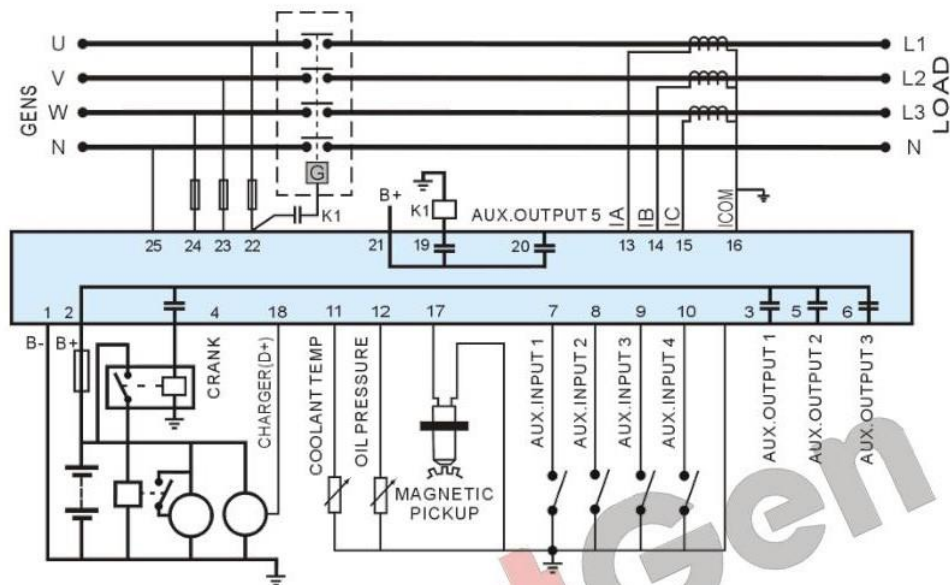 U L1
V L2
W L3
N N
GENS
LOAD
G
K1
B+
K1
AUX.OUTPUT 5
IA
IB
IC
ICOM
25 24 23 22 21 19 20 13 14 15 16
1 2 4 18 11 12 17 7 8 9 10 3 5 6
B- B+
CRANK
CHARGER(D+)
COOLANT TEMP
OIL PRESSURE
MAGNETIC
PICKUP
AUX.INPUT 1
AUX.INPUT 2
AUX.INPUT 3
AUX.INPUT 4
AUX.OUTPUT 1
AUX.OUTPUT 2
AUX.OUTPUT 3
Gen